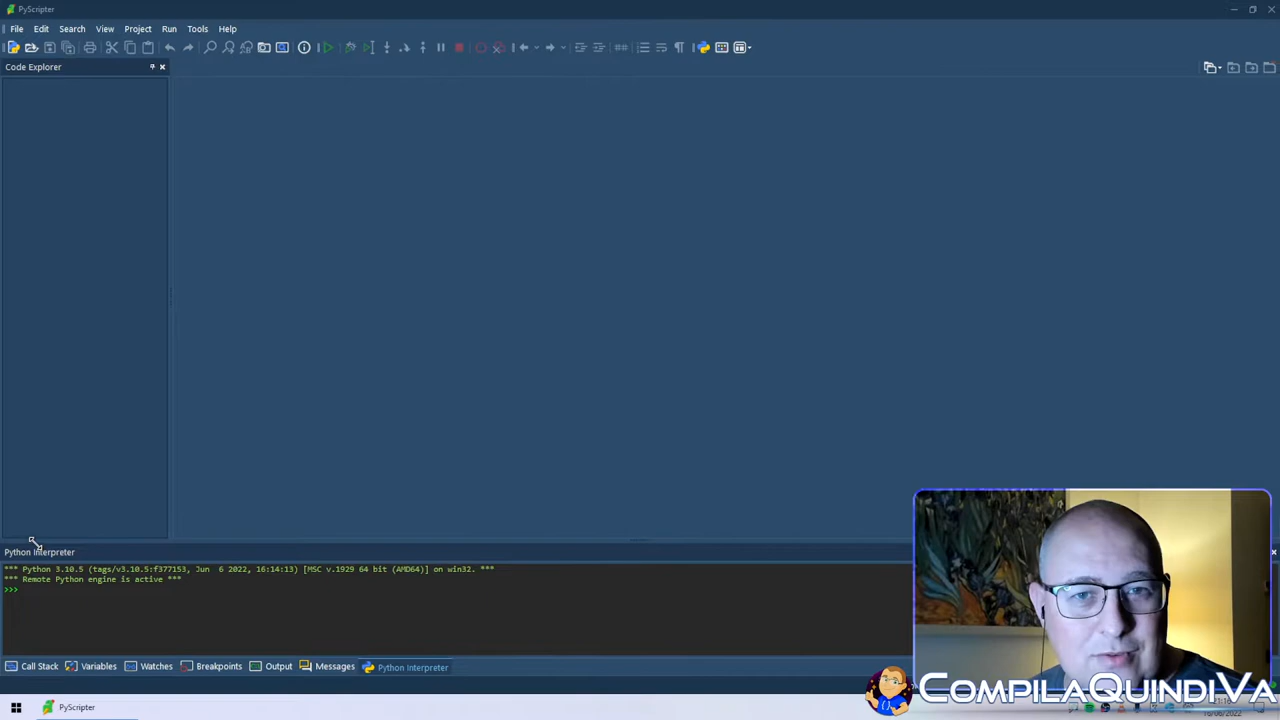 PyScripter
File Edit Search View Project Run Tools Help
Code Explorer
Python Interpreter
*** Python 3.10.5 (tags/v3.10.5:f377153, Jun  6 2022, 16:14:13) [MSC v.1929 64 bit (AMD64)] on win32. ***
*** Remote Python engine is active ***
>>>
Call Stack Variables Watches Breakpoints Output Messages Python Interpreter
COMPILAQUINDIVA
PyScripter